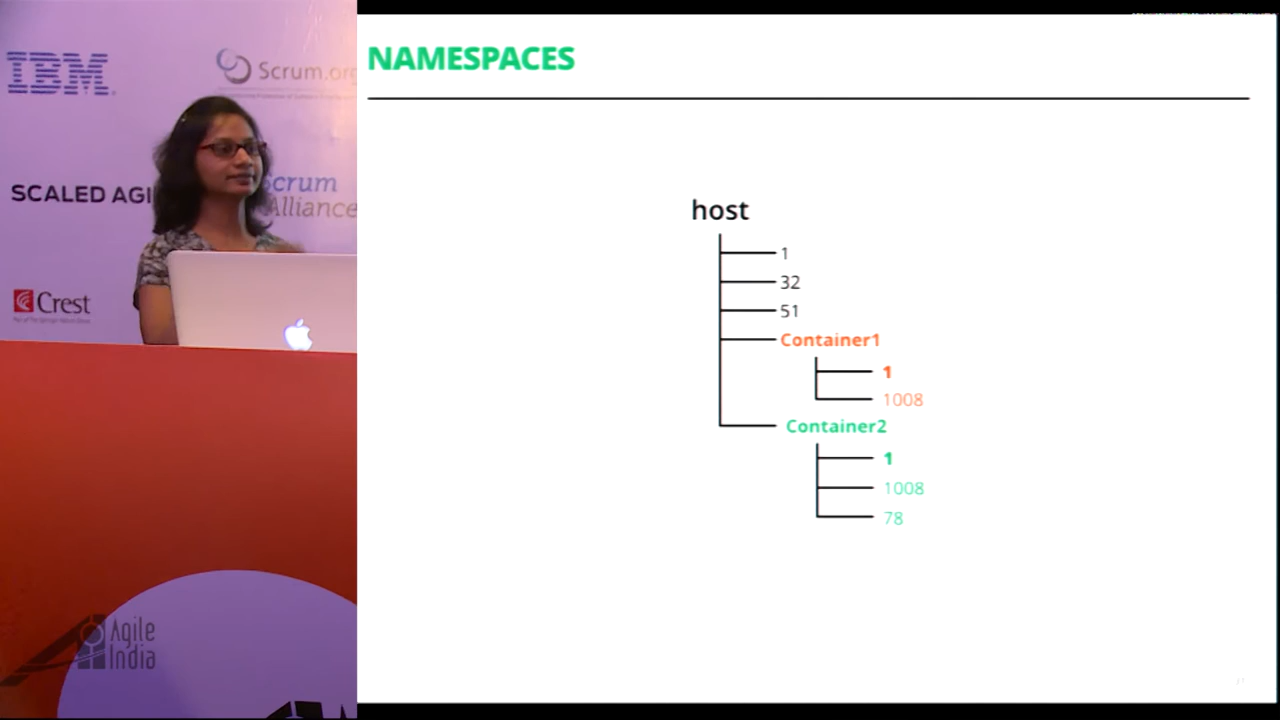 IBM
Scrum.org
SCALED AGI
Scrum
Alliance
Crest
Agile
India
NAMESPACES
host
1
32
51
Container1
1
1008
Container2
1
1008
78